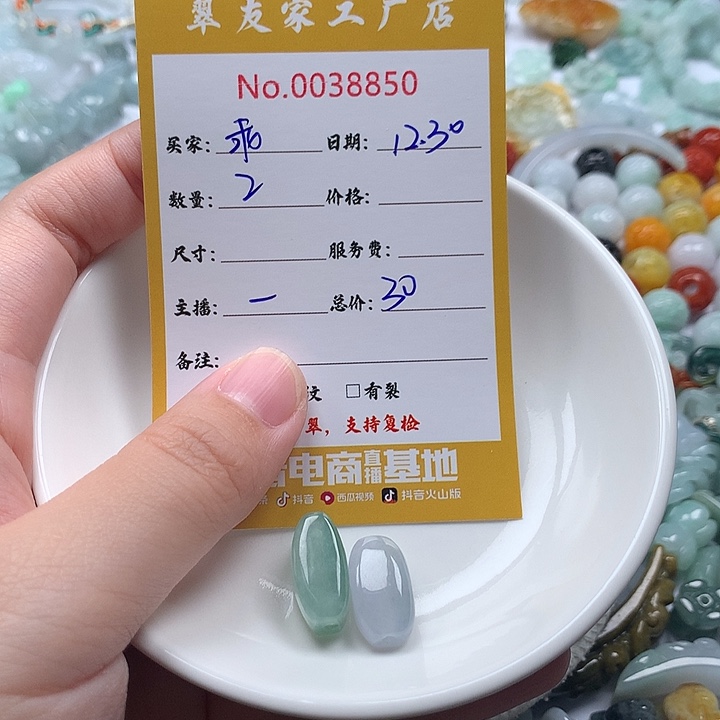 翠友家工厂店
No.0038850
买家: 乖 日期: 12.30
数量: 2 价格:
尺寸: 服务费:
主播: 一 总价: 30
备注:
纹 □有裂
翠，支持复检
电商直播基地
抖音 西瓜视频 抖音火山版